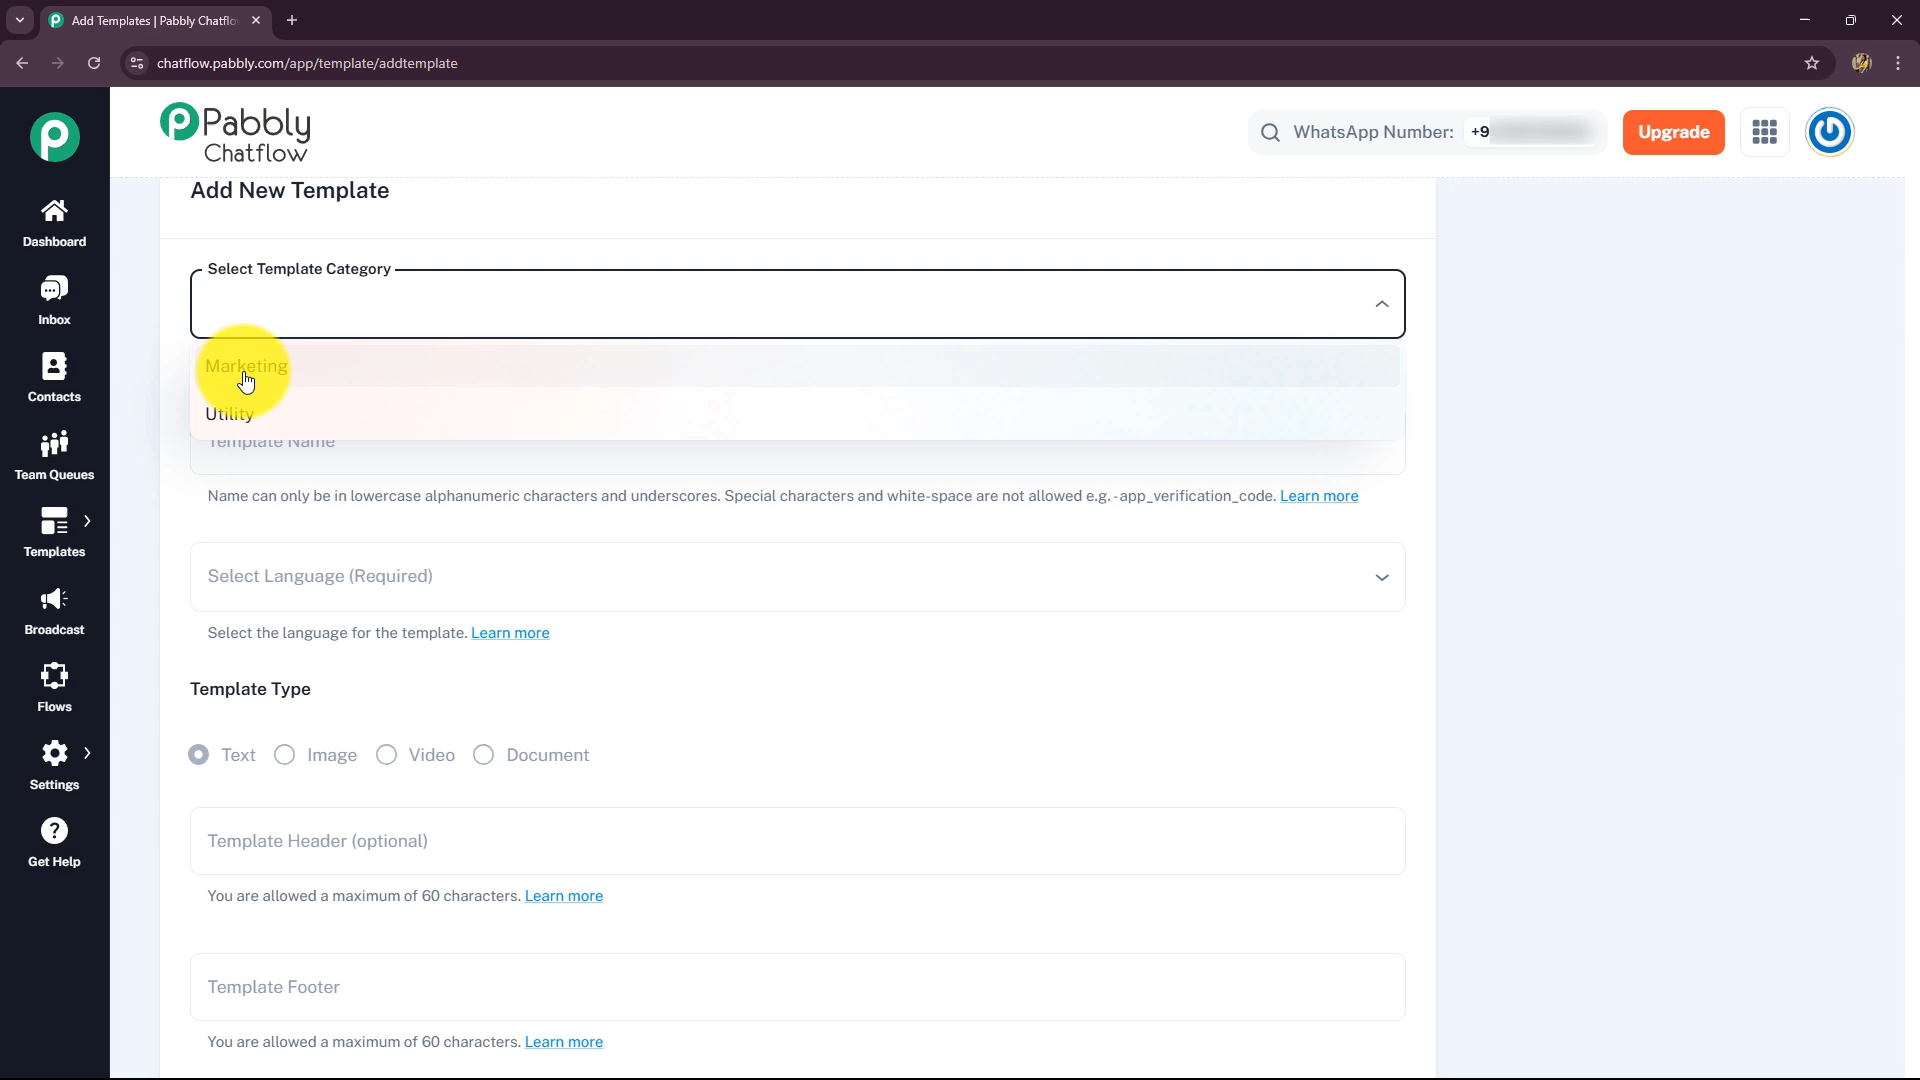 Add Templates | Pabbly Chatflo
chatflow.pabbly.com/app/template/addtemplate
Pabbly
Chatflow
WhatsApp Number: +9
Upgrade
Dashboard
Inbox
Contacts
Team Queues
Templates
Broadcast
Flows
Settings
Get Help
Add New Template
Select Template Category
Marketing
Utility
Template Name
Name can only be in lowercase alphanumeric characters and underscores. Special characters and white-space are not allowed e.g. - app_verification_code. Learn more
Select Language (Required)
Select the language for the template. Learn more
Template Type
Text Image Video Document
Template Header (optional)
You are allowed a maximum of 60 characters. Learn more
Template Footer
You are allowed a maximum of 60 characters. Learn more